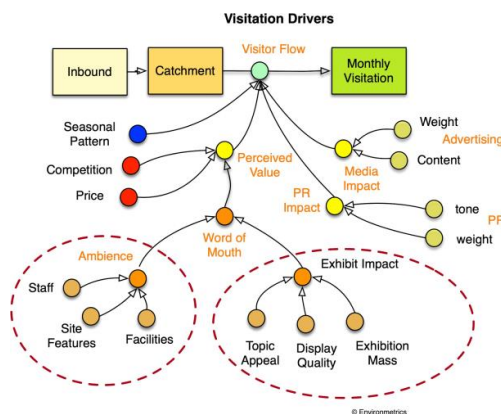 Visitation Drivers
Visitor Flow
Inbound
Catchment
Monthly
Visitation
Seasonal
Pattern
Weight
Advertising
Competition
Perceived
Value
Media
Impact
Content
Price
PR
Impact
tone
PR
weight
Word of
Mouth
Ambience
Exhibit Impact
Staff
Site
Features
Facilities
Topic
Appeal
Display
Quality
Exhibition
Mass
© Environmetrics